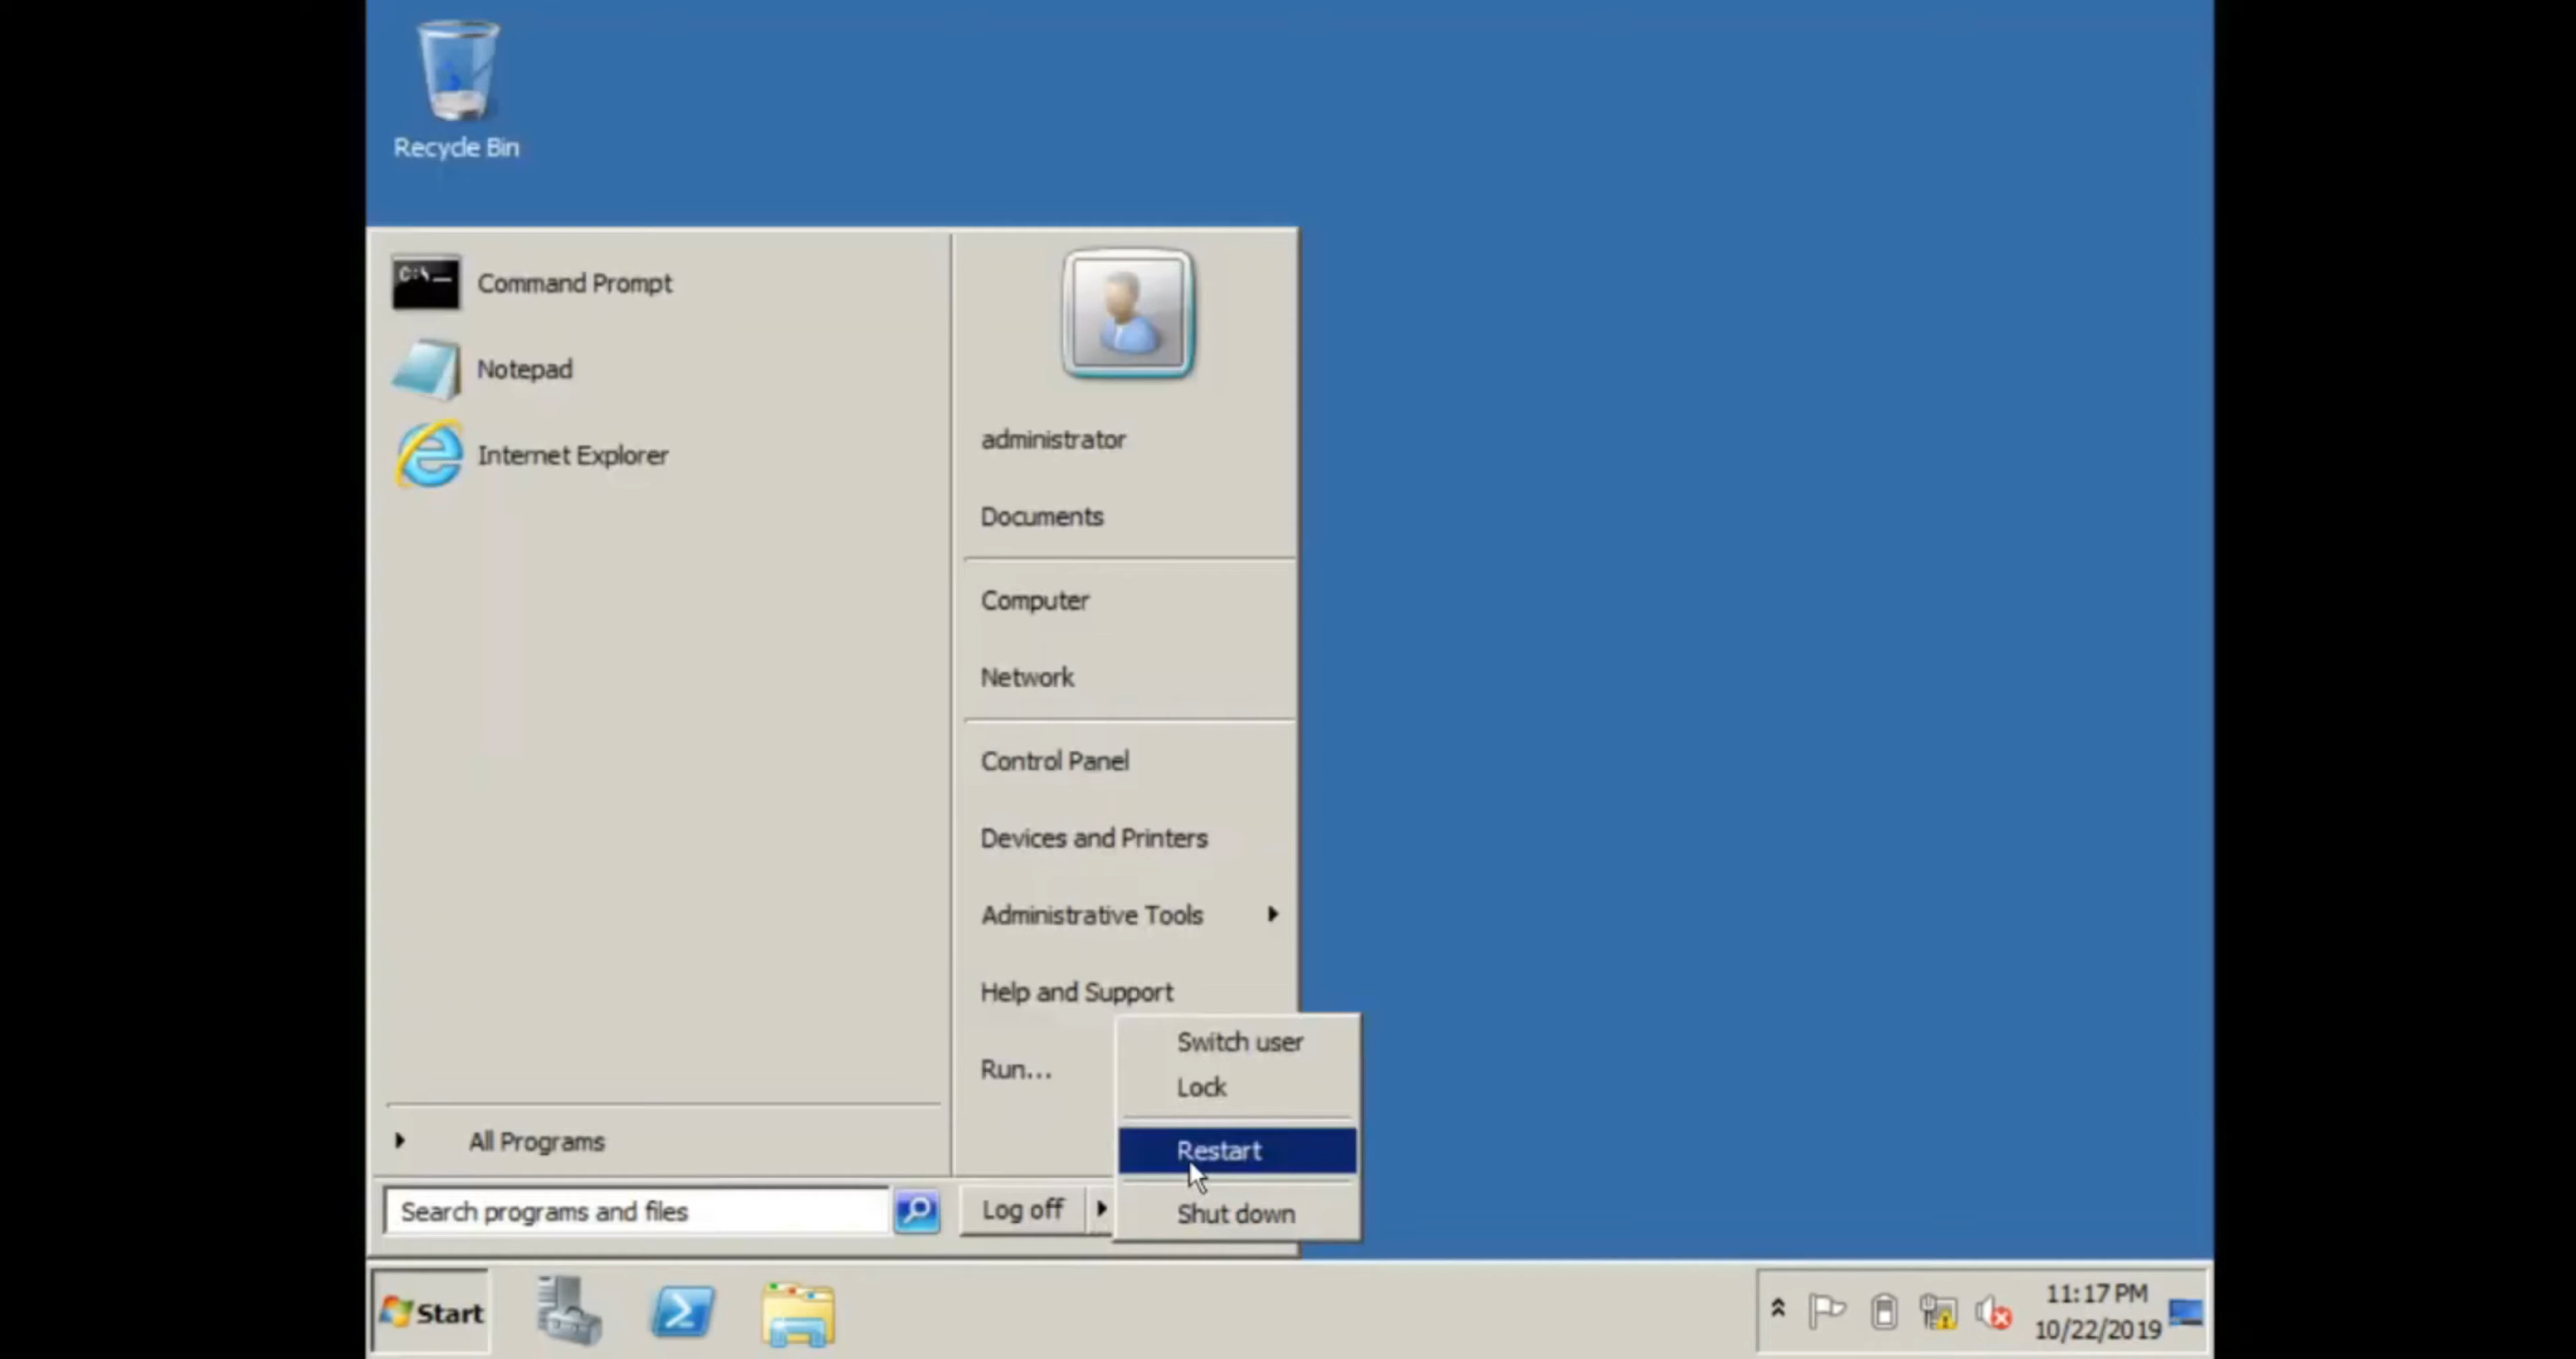 Recycle Bin
C:\_
Command Prompt
Notepad
Internet Explorer
All Programs
Search programs and files
administrator
Documents
Computer
Network
Control Panel
Devices and Printers
Administrative Tools
Help and Support
Run...
Log off
Switch user
Lock
Restart
Shut down
Start
11:17 PM
10/22/2019